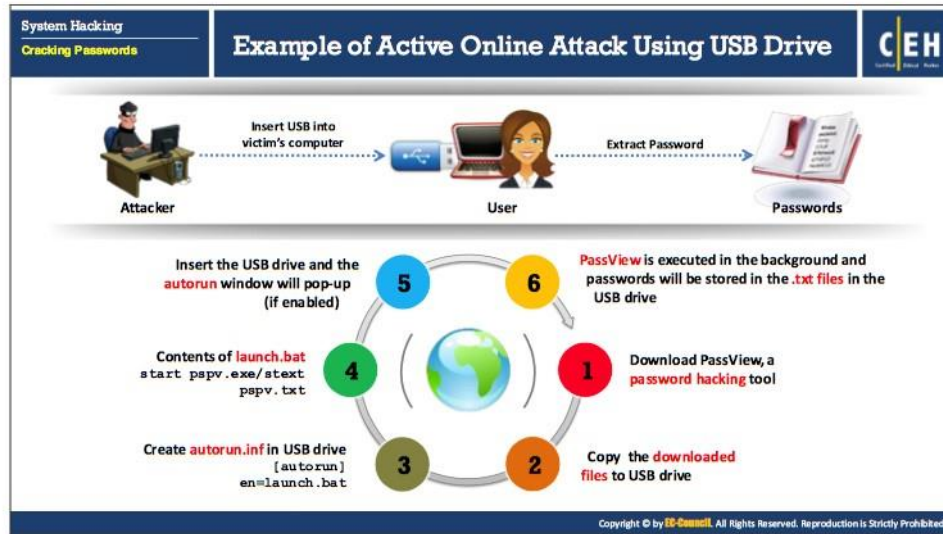 System Hacking
Cracking Passwords
Example of Active Online Attack Using USB Drive
C|EH
Certified Ethical Hacker
Insert USB into
victim's computer
Extract Password
Attacker
User
Passwords
Insert the USB drive and the
autorun window will pop-up
(if enabled)
5
6
PassView is executed in the background and
passwords will be stored in the .txt files in the
USB drive
Contents of launch.bat
start pspv.exe/stext
pspv.txt
4
1
Download PassView, a
password hacking tool
Create autorun.inf in USB drive
[autorun]
en=launch.bat
3
2
Copy the downloaded
files to USB drive
Copyright © by EC-Council. All Rights Reserved. Reproduction is Strictly Prohibited.